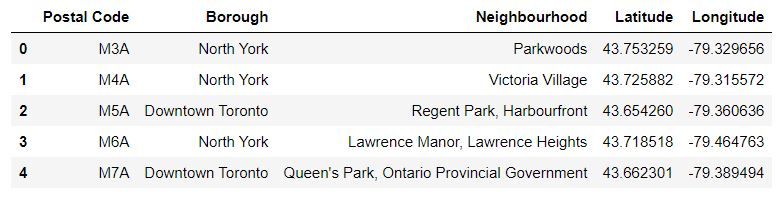 Postal Code Borough Neighbourhood Latitude Longitude
0 M3A North York Parkwoods 43.753259 -79.329656
1 M4A North York Victoria Village 43.725882 -79.315572
2 M5A Downtown Toronto Regent Park, Harbourfront 43.654260 -79.360636
3 M6A North York Lawrence Manor, Lawrence Heights 43.718518 -79.464763
4 M7A Downtown Toronto Queen's Park, Ontario Provincial Government 43.662301 -79.389494